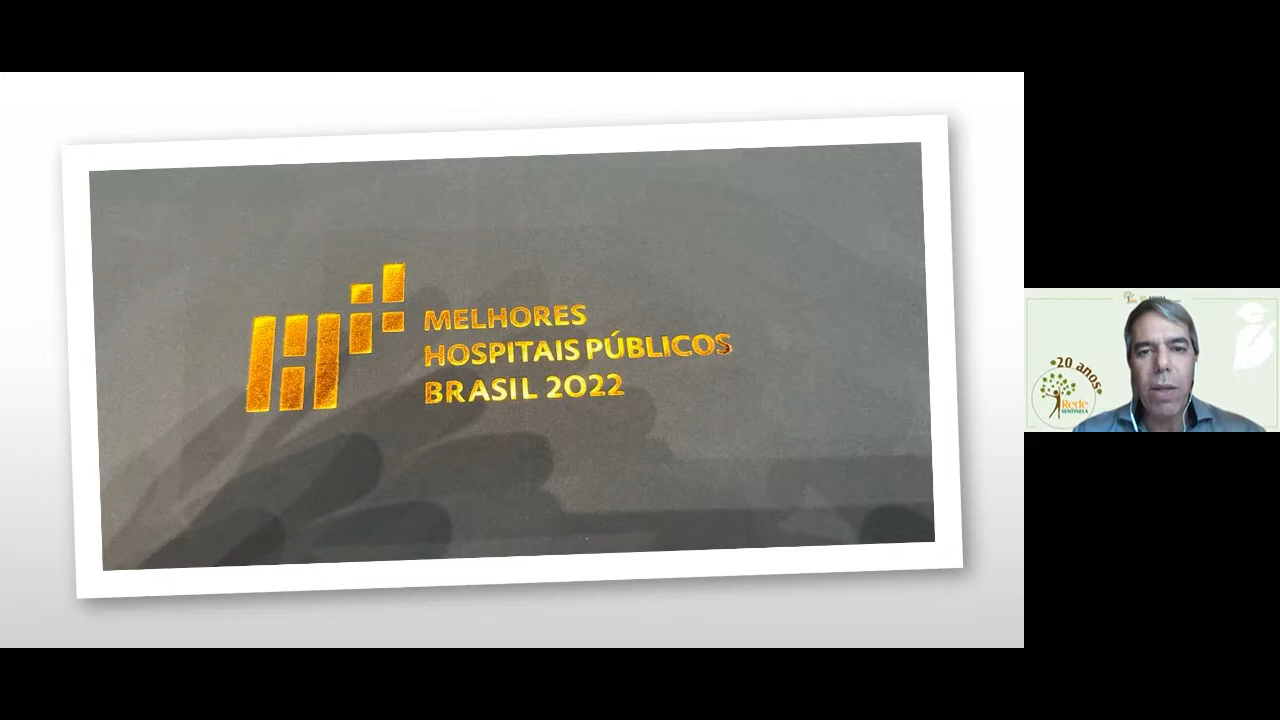 MELHORES
HOSPITAIS PÚBLICOS
BRASIL 2022
20 anos
Rede
SENTINELA